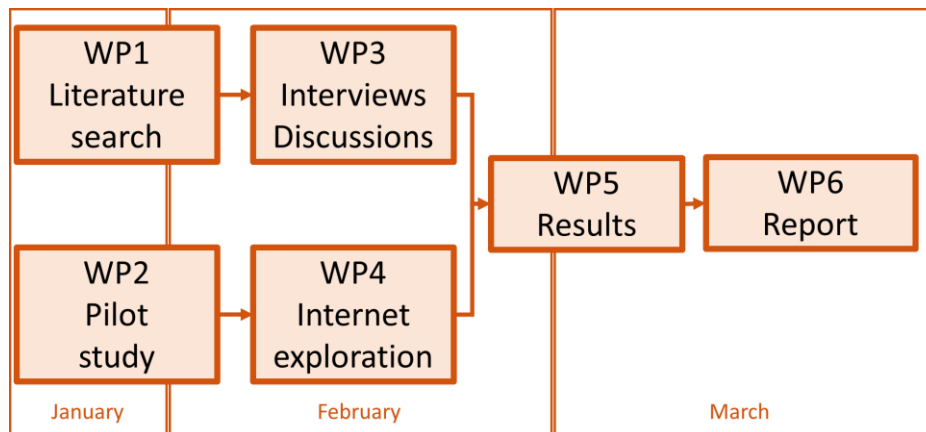 WP1
Literature
search
WP3
Interviews
Discussions
WP5
Results
WP6
Report
WP2
Pilot
study
WP4
Internet
exploration
January
February
March